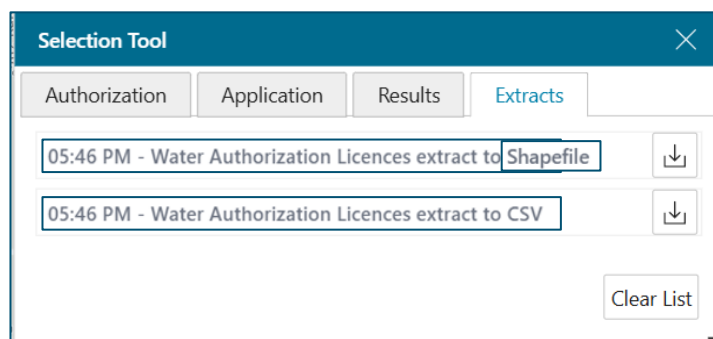 Selection Tool
Authorization Application Results Extracts
05:46 PM - Water Authorization Licences extract to Shapefile
05:46 PM - Water Authorization Licences extract to CSV
Clear List